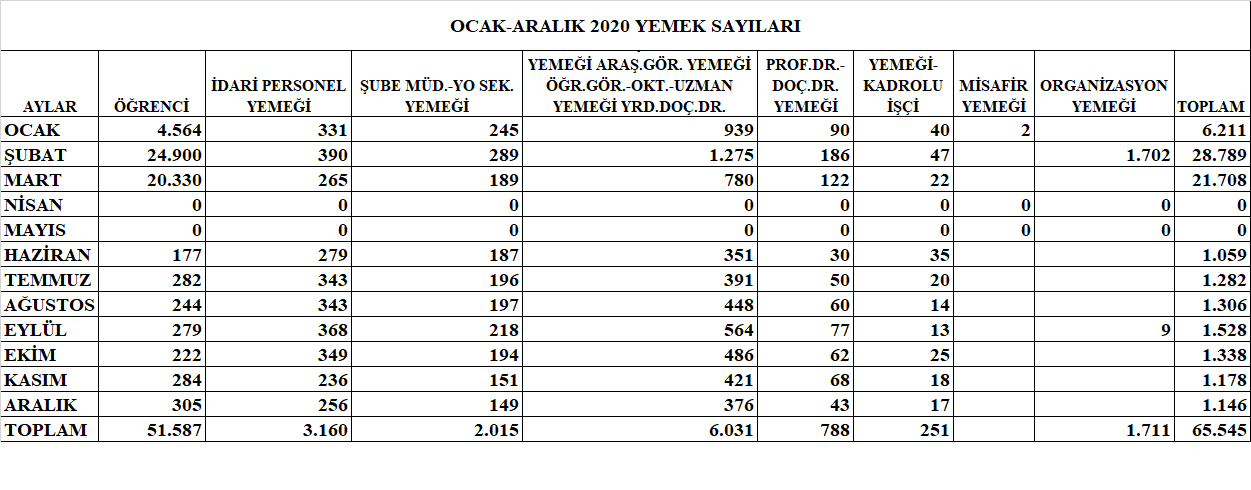 OCAK-ARALIK 2020 YEMEK SAYILARI
AYLAR ÖĞRENCİ İDARİ PERSONEL YEMEĞİ ŞUBE MÜD.-YO SEK. YEMEĞİ YEMEĞİ ARAŞ.GÖR. YEMEĞİ ÖĞR.GÖR.-OKT.-UZMAN YEMEĞİ YRD.DOÇ.DR. PROF.DR.-DOÇ.DR. YEMEĞİ YEMEĞİ-KADROLU İŞÇİ MİSAFİR YEMEĞİ ORGANİZASYON YEMEĞİ TOPLAM
OCAK 4.564 331 245 939 90 40 2 6.211
ŞUBAT 24.900 390 289 1.275 186 47 1.702 28.789
MART 20.330 265 189 780 122 22 21.708
NİSAN 0 0 0 0 0 0 0 0 0
MAYIS 0 0 0 0 0 0 0 0 0
HAZİRAN 177 279 187 351 30 35 1.059
TEMMUZ 282 343 196 391 50 20 1.282
AĞUSTOS 244 343 197 448 60 14 1.306
EYLÜL 279 368 218 564 77 13 9 1.528
EKİM 222 349 194 486 62 25 1.338
KASIM 284 236 151 421 68 18 1.178
ARALIK 305 256 149 376 43 17 1.146
TOPLAM 51.587 3.160 2.015 6.031 788 251 1.711 65.545